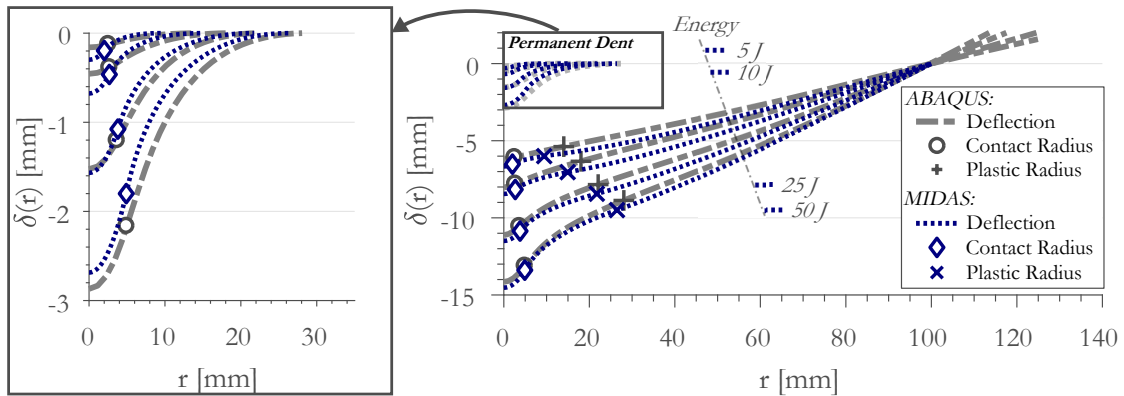 0
-1
-2
-3
δ(r) [mm]
0
10
20
30
r [mm]
Permanent Dent
0
-5
-10
-15
δ(r) [mm]
0
20
40
60
80
100
120
140
r [mm]
Energy
5 J
10 J
25 J
50 J
ABAQUS:
Deflection
Contact Radius
Plastic Radius
MIDAS:
Deflection
Contact Radius
Plastic Radius